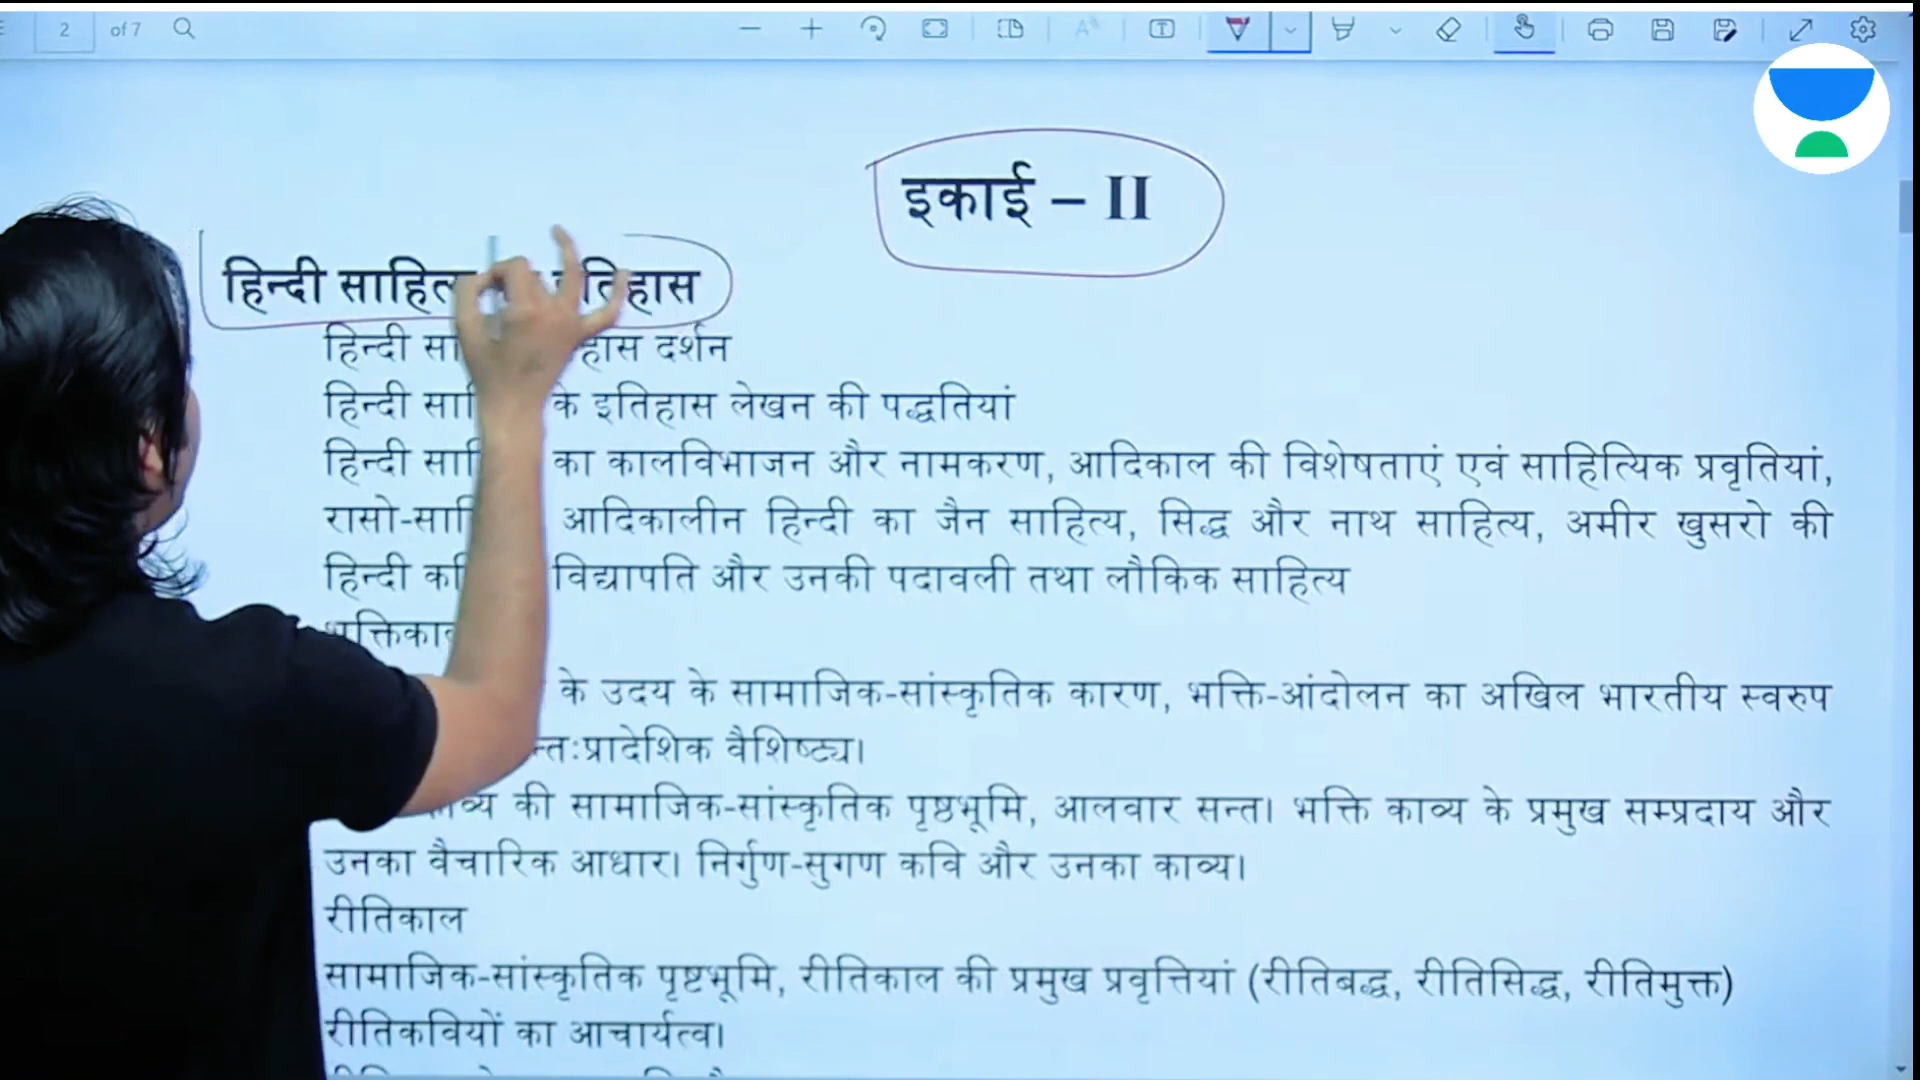 2 of 7
इकाई – II
हिन्दी इतिहास
हिन्दी दर्शन
हिन्दी के इतिहास लेखन की पद्धतियां
हिन्दी का कालविभाजन और नामकरण, आदिकाल की विशेषताएं एवं साहित्यिक प्रवृतियां,
आदिकालीन हिन्दी का जैन साहित्य, सिद्ध और नाथ साहित्य, अमीर खुसरो की
हिन्दी विद्यापति और उनकी पदावली तथा लौकिक साहित्य
के उदय के सामाजिक-सांस्कृतिक कारण, भक्ति-आंदोलन का अखिल भारतीय स्वरुप
वैशिष्ट्य।
की सामाजिक-सांस्कृतिक पृष्ठभूमि, आलवार सन्त। भक्ति काव्य के प्रमुख सम्प्रदाय और
उनका वैचारिक आधार। निर्गुण-सुगण कवि और उनका काव्य।
रीतिकाल
सामाजिक-सांस्कृतिक पृष्टभूमि, रीतिकाल की प्रमुख प्रवृत्तियां (रीतिबद्ध, रीतिसिद्ध, रीतिमुक्त)
रीतिकवियों का आचार्यत्व।